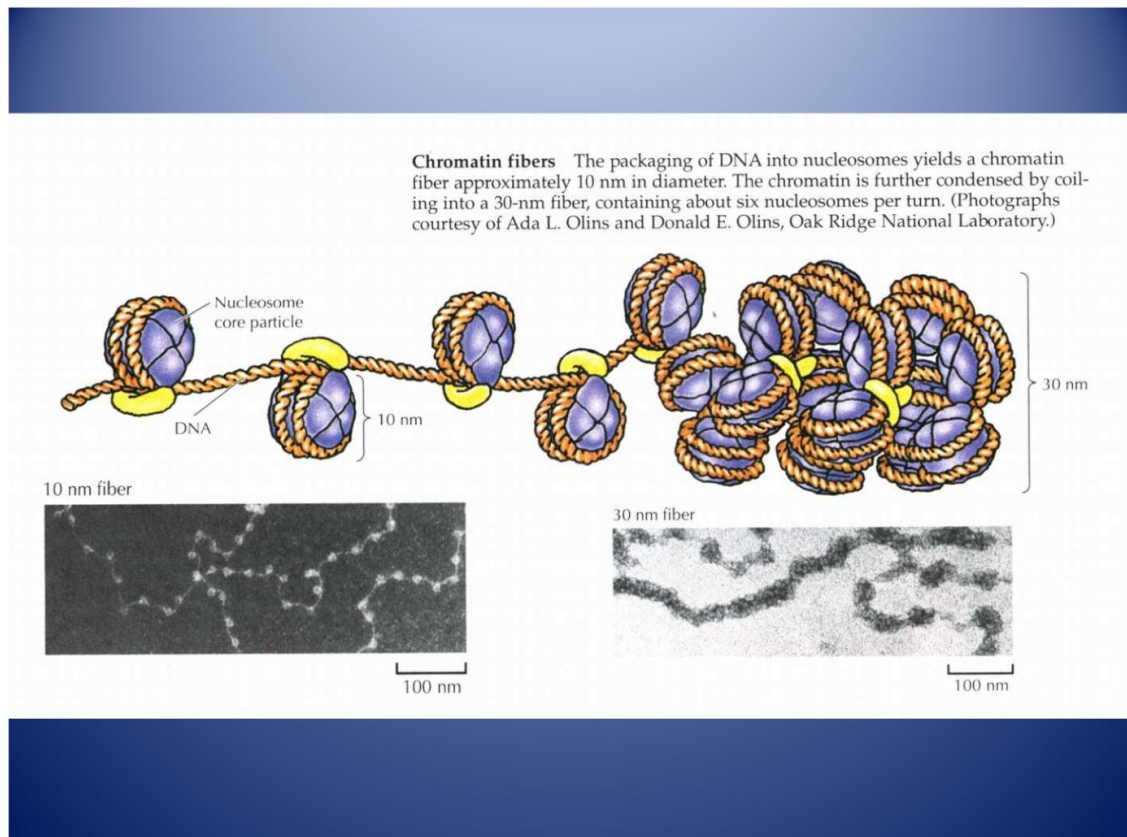 Chromatin fibers The packaging of DNA into nucleosomes yields a chromatin
fiber approximately 10 nm in diameter. The chromatin is further condensed by coil-
ing into a 30-nm fiber, containing about six nucleosomes per turn. (Photographs
courtesy of Ada L. Olins and Donald E. Olins, Oak Ridge National Laboratory.)
Nucleosome
core particle
30 nm
10 nm
DNA
10 nm fiber
30 nm fiber
100 nm
100 nm